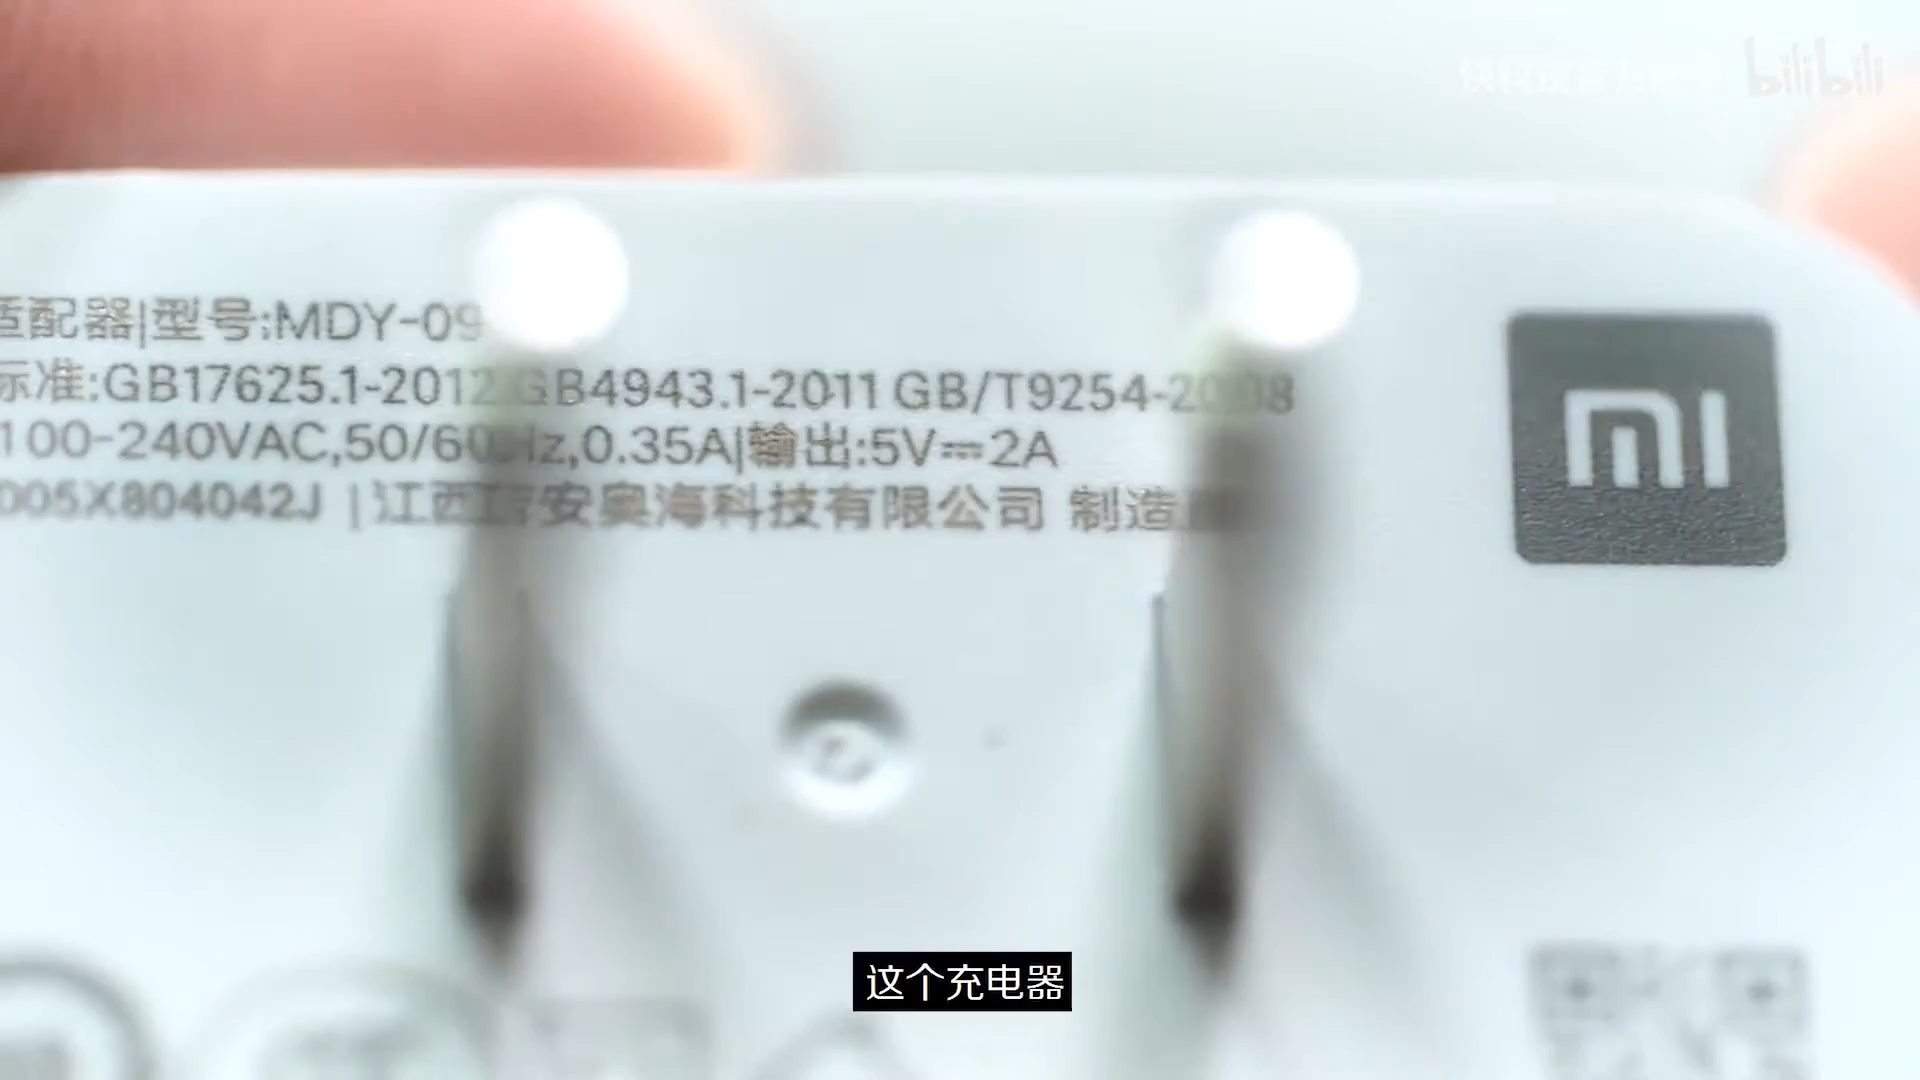 bilibili
适配器|型号:MDY-09
标准:GB17625.1-2012 GB4943.1-2011 GB/T9254-2008
100-240VAC,50/60Hz,0.35A|输出:5V⎓2A
005X804042J |江西吉安奥海科技有限公司 制造
mi
这个充电器